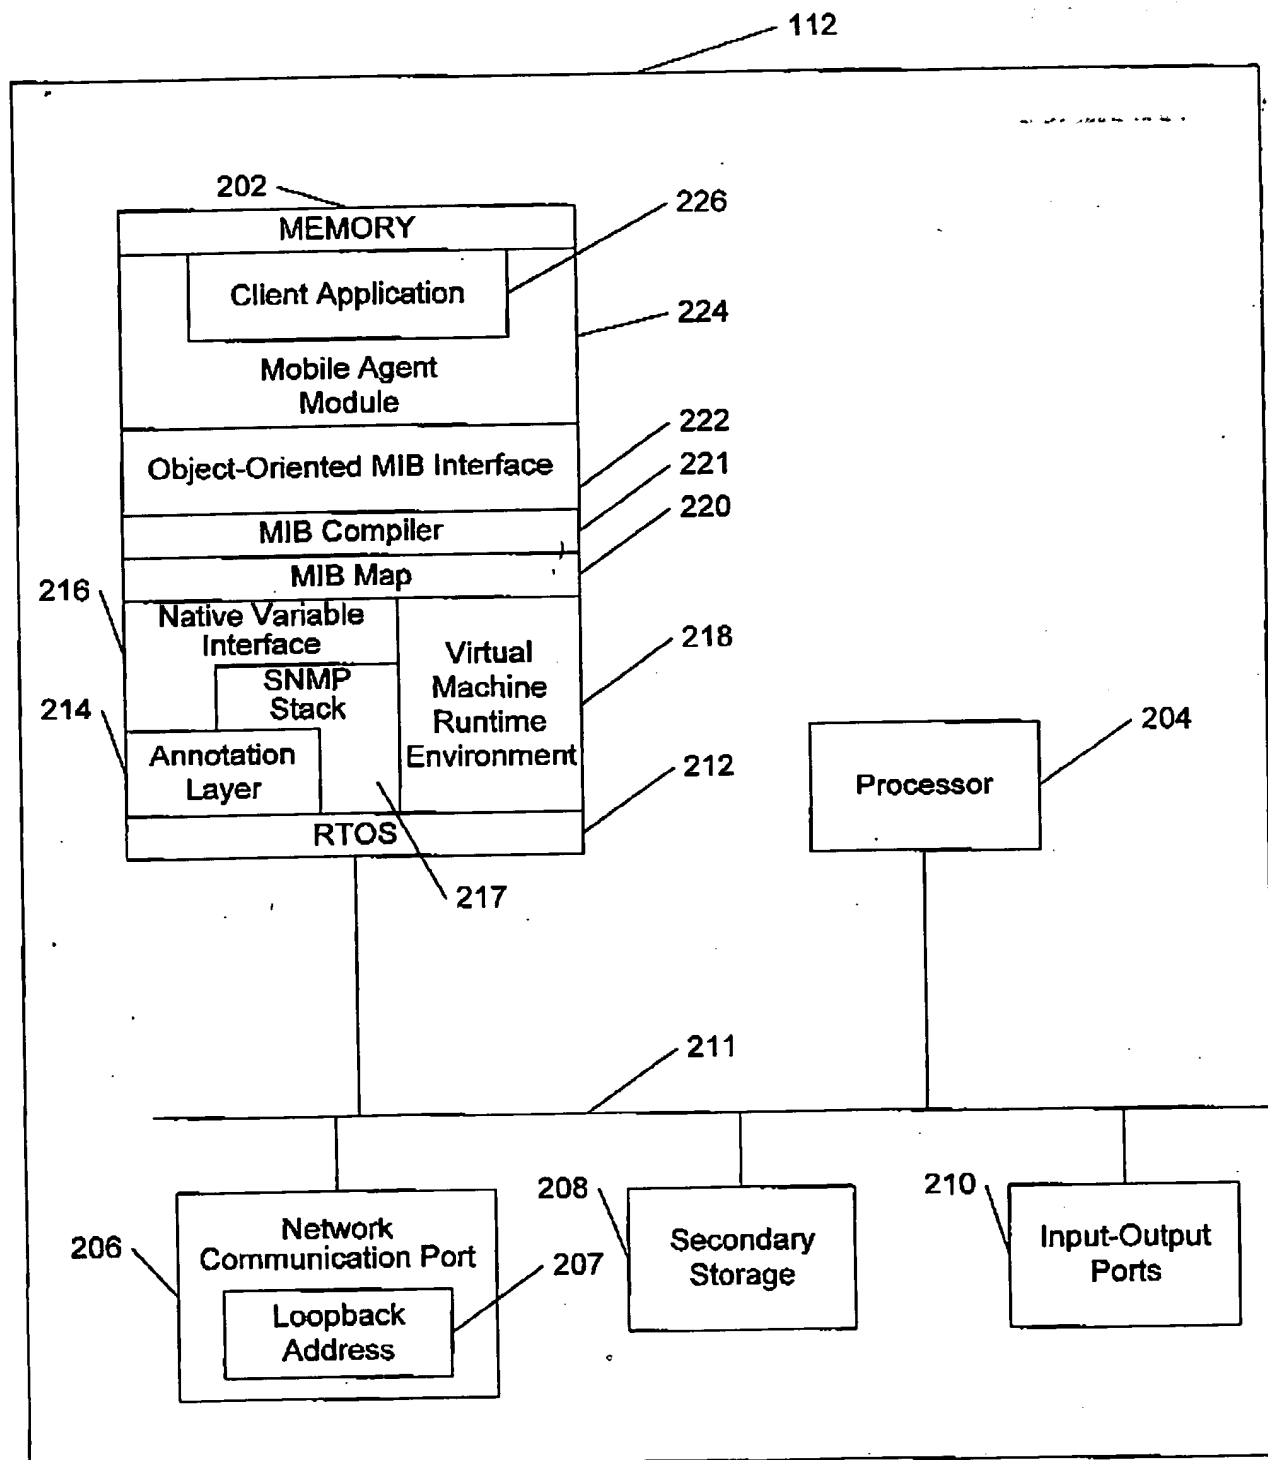 112
202
MEMORY
226
Client Application
224
Mobile Agent
Module
222
Object-Oriented MIB Interface
221
MIB Compiler
220
MIB Map
216
Native Variable
Interface
218
Virtual
Machine
Runtime
Environment
SNMP
Stack
214
Annotation
Layer
212
RTOS
217
204
Processor
211
206
Network
Communication Port
207
Loopback
Address
208
Secondary
Storage
210
Input-Output
Ports